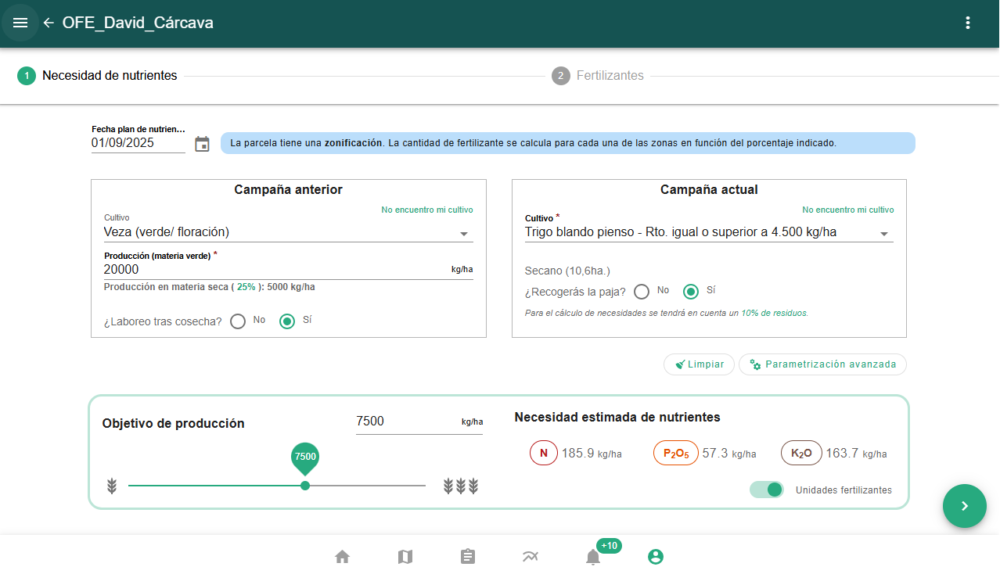 OFE_David_Cárcava
1 Necesidad de nutrientes
2 Fertilizantes
Fecha plan de nutrien...
01/09/2025
La parcela tiene una zonificación. La cantidad de fertilizante se calcula para cada una de las zonas en función del porcentaje indicado.
Campaña anterior
No encuentro mi cultivo
Cultivo
Veza (verde/ floración)
Producción (materia verde) *
20000 kg/ha
Producción en materia seca ( 25% ): 5000 kg/ha
¿Laboreo tras cosecha? No Sí
Campaña actual
No encuentro mi cultivo
Cultivo *
Trigo blando pienso - Rto. igual o superior a 4.500 kg/ha
Secano (10,6ha.)
¿Recogerás la paja? No Sí
Para el cálculo de necesidades se tendrá en cuenta un 10% de residuos.
Limpiar
Parametrización avanzada
Objetivo de producción
7500 kg/ha
7500
Necesidad estimada de nutrientes
N 185.9 kg/ha
P₂O₅ 57.3 kg/ha
K₂O 163.7 kg/ha
Unidades fertilizantes
+10